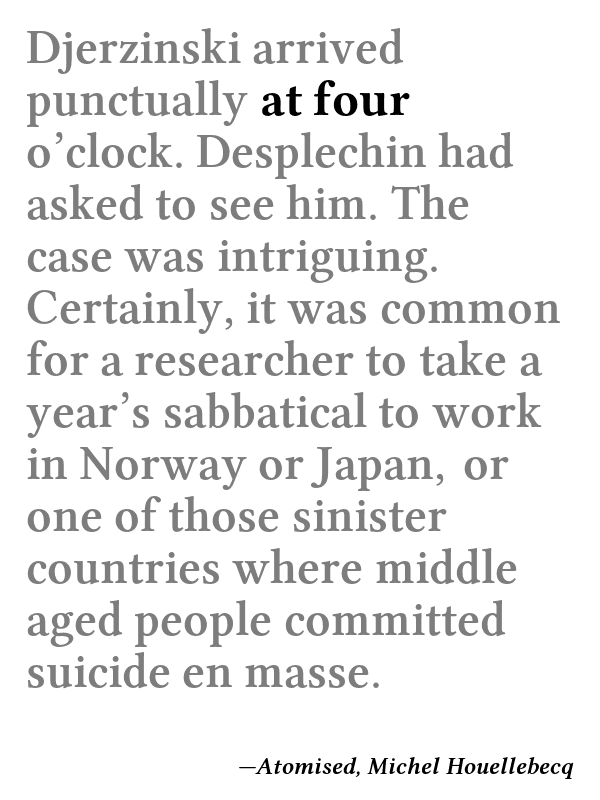 Djerzinski arrived
punctually at four
o’clock. Desplechin had
asked to see him. The
case was intriguing.
Certainly, it was common
for a researcher to take a
year’s sabbatical to work
in Norway or Japan, or
one of those sinister
countries where middle
aged people committed
suicide en masse.
—Atomised, Michel Houellebecq